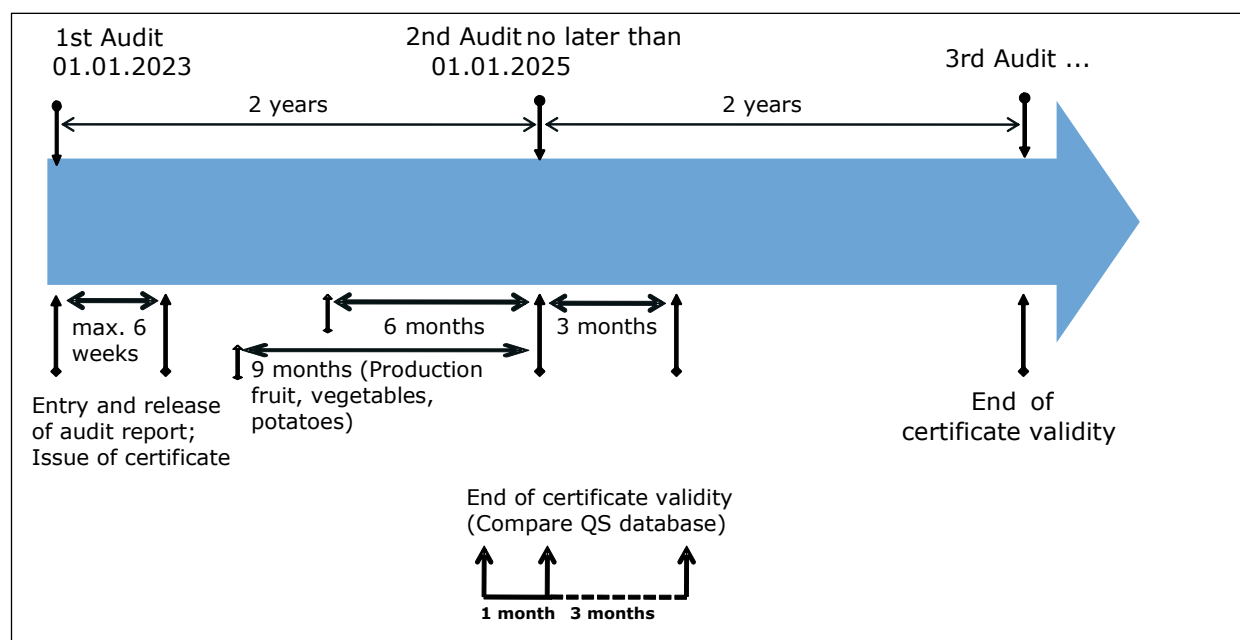 1st Audit
01.01.2023
2nd Audit no later than
01.01.2025
3rd Audit ...
2 years
2 years
max. 6
weeks
6 months
3 months
9 months (Production
fruit, vegetables,
potatoes)
Entry and release
of audit report;
Issue of certificate
End of
certificate validity
End of certificate validity
(Compare QS database)
1 month
3 months